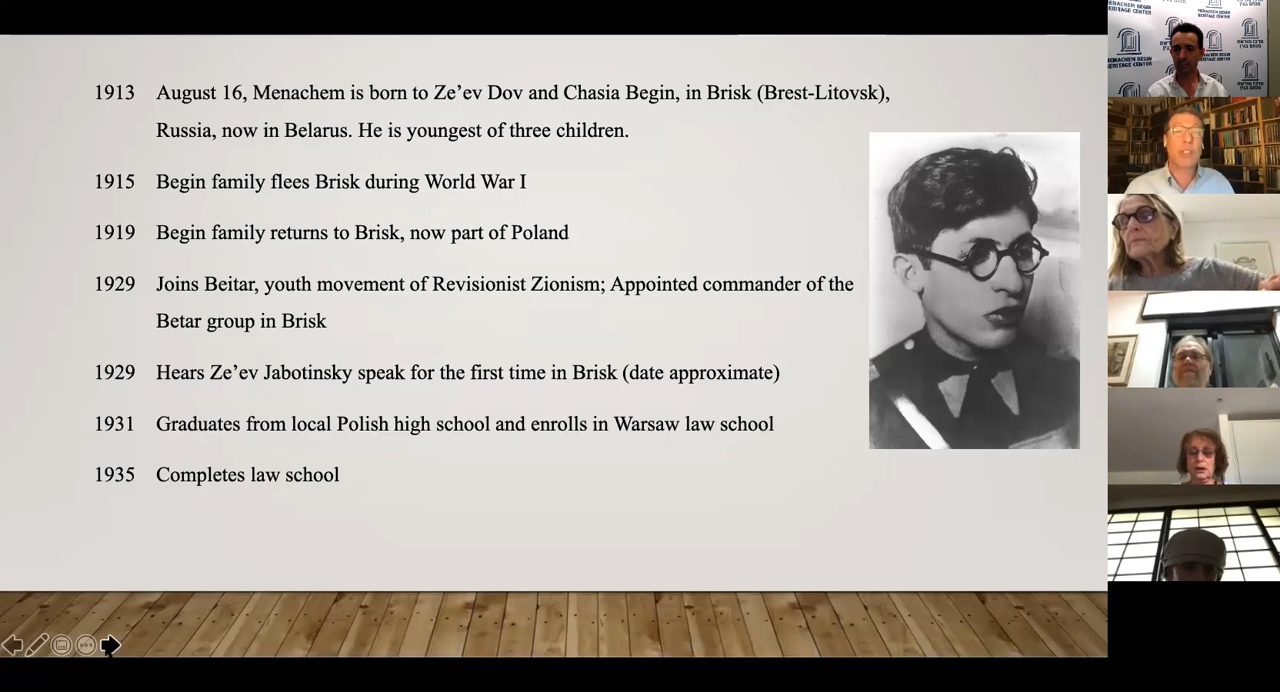 1913 August 16, Menachem is born to Ze’ev Dov and Chasia Begin, in Brisk (Brest-Litovsk),
Russia, now in Belarus. He is youngest of three children.
1915 Begin family flees Brisk during World War I
1919 Begin family returns to Brisk, now part of Poland
1929 Joins Beitar, youth movement of Revisionist Zionism; Appointed commander of the
Betar group in Brisk
1929 Hears Ze’ev Jabotinsky speak for the first time in Brisk (date approximate)
1931 Graduates from local Polish high school and enrolls in Warsaw law school
1935 Completes law school
MENACHEM BEGIN
HERITAGE CENTER